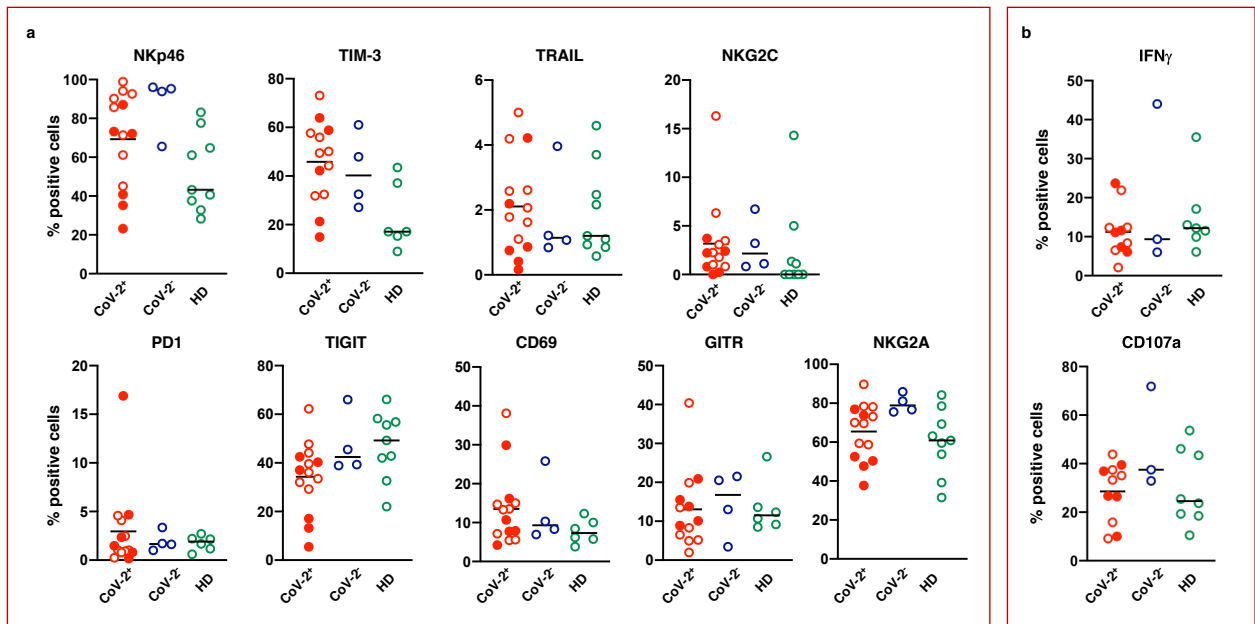 a
NKp46
TIM-3
TRAIL
NKG2C
% positive cells
100
80
60
40
20
0
80
60
40
20
0
6
4
2
0
20
15
10
5
0
CoV-2⁺
CoV-2⁻
HD
CoV-2⁺
CoV-2⁻
HD
CoV-2⁺
CoV-2⁻
HD
CoV-2⁺
CoV-2⁻
HD
PD1
TIGIT
CD69
GITR
NKG2A
% positive cells
20
15
10
5
0
80
60
40
20
0
50
40
30
20
10
0
50
40
30
20
10
0
100
80
60
40
20
0
CoV-2⁺
CoV-2⁻
HD
CoV-2⁺
CoV-2⁻
HD
CoV-2⁺
CoV-2⁻
HD
CoV-2⁺
CoV-2⁻
HD
CoV-2⁺
CoV-2⁻
HD
b
IFNγ
% positive cells
50
40
30
20
10
0
CoV-2⁺
CoV-2⁻
HD
CD107a
% positive cells
80
60
40
20
0
CoV-2⁺
CoV-2⁻
HD